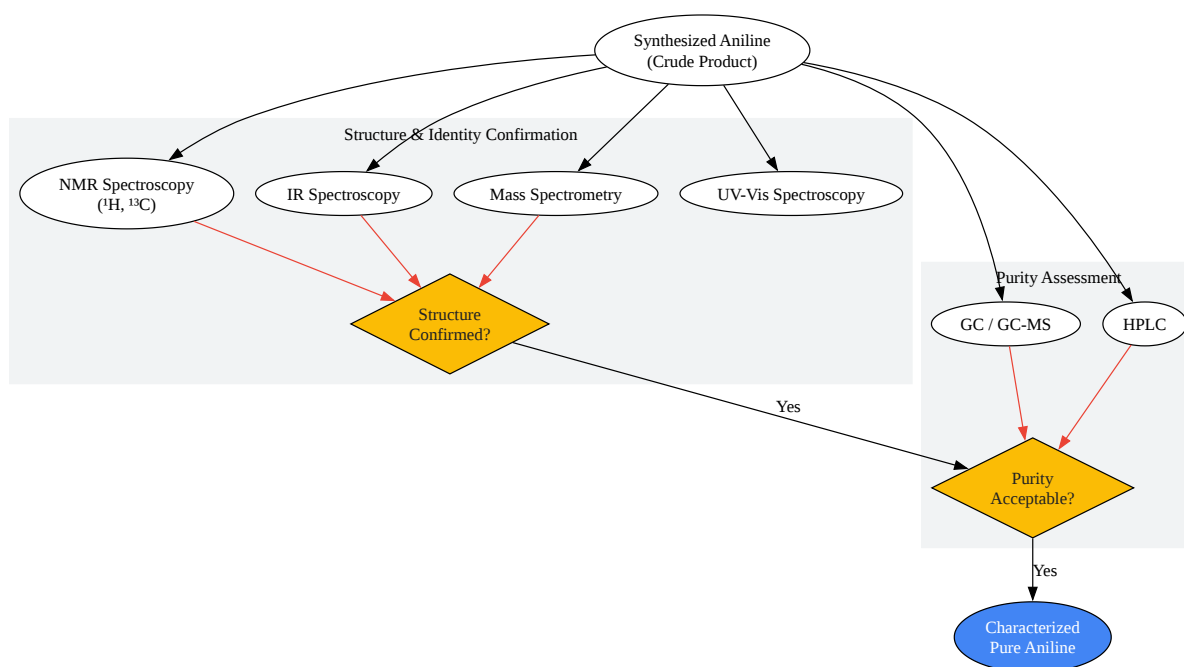 Synthesized Aniline
(Crude Product)
Structure & Identity Confirmation
NMR Spectroscopy
(¹H, ¹³C)
IR Spectroscopy
Mass Spectrometry
UV-Vis Spectroscopy
Purity Assessment
GC / GC-MS
HPLC
Structure
Confirmed?
Yes
Purity
Acceptable?
Yes
Characterized
Pure Aniline